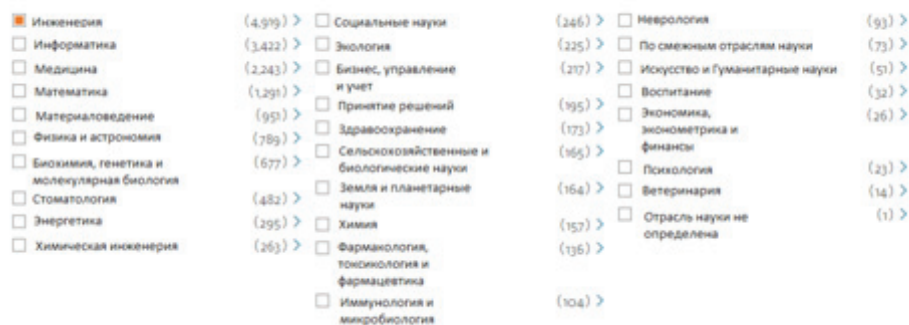 Инженерия (4,919)
Информатика (3,422)
Медицина (2,243)
Математика (1,291)
Материаловедение (951)
Физика и астрономия (789)
Биохимия, генетика и (677)
молекулярная биология
Стоматология (482)
Энергетика (295)
Химическая инженерия (263)
Социальные науки (246)
Экология (225)
Бизнес, управление (217)
и учет
Принятие решений (195)
Здравоохранение (173)
Сельскохозяйственные и (165)
биологические науки
Земля и планетарные (164)
науки
Химия (157)
Фармакология, (136)
токсикология и
фармацевтика
Иммунология и (104)
микробиология
Неврология (93)
По смежным отраслям науки (73)
Искусство и Гуманитарные науки (51)
Воспитание (32)
Экономика, (26)
эконометрика и
финансы
Психология (23)
Ветеринария (14)
Отрасль науки не (1)
определена